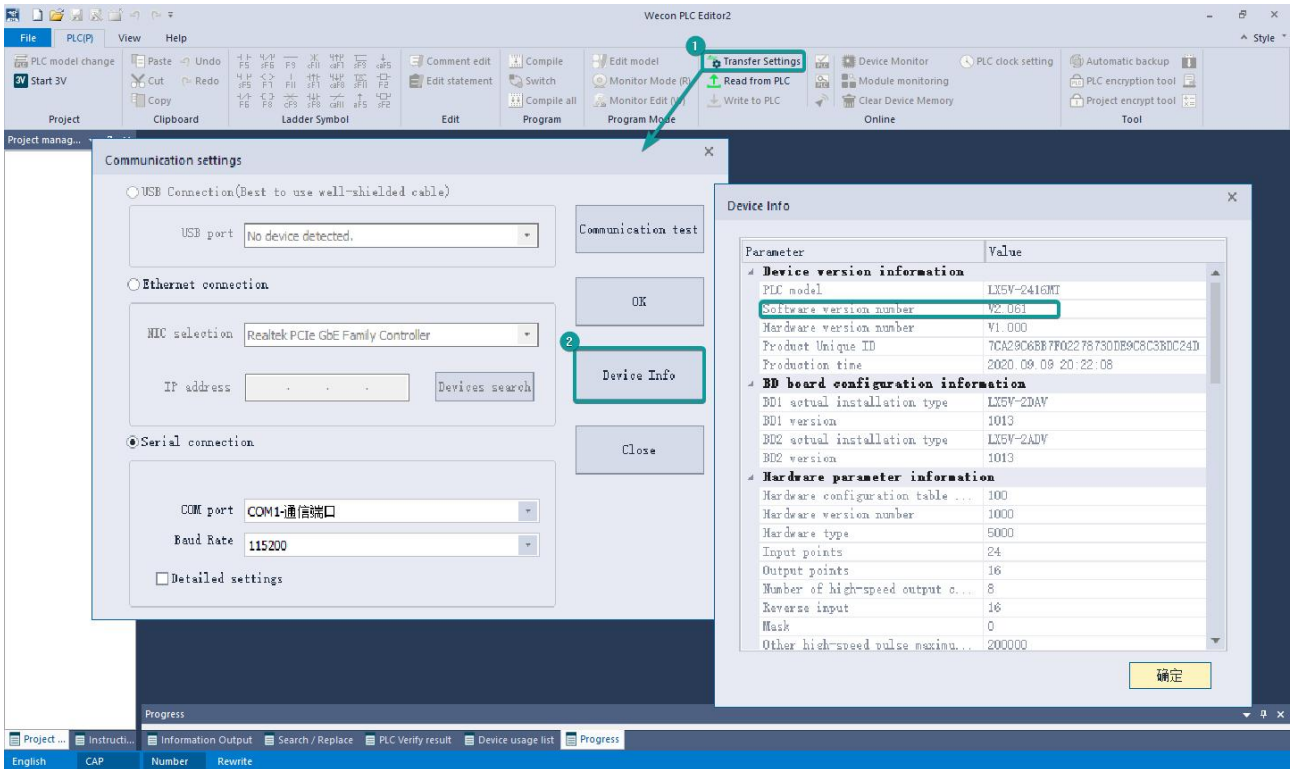 Wecon PLC Editor2
File PLC(P) View Help
Style
1
PLC model change Paste Undo Comment edit Compile Edit model Transfer Settings Device Monitor PLC clock setting Automatic backup
Start 3V Cut Redo Edit statement Switch Monitor Mode (R) Read from PLC Module monitoring PLC encryption tool
Copy Compile all Monitor Edit Write to PLC Clear Device Memory Project encrypt tool
Project Clipboard Ladder Symbol Edit Program Program Mode Online Tool
Project manag...
Communication settings
USB Connection(Best to use well-shielded cable)
USB port No device detected.
Communication test
Ethernet connection
OK
NIC selection Realtek PCIe GbE Family Controller
2
Device Info
IP address . . . Devices search
Serial connection
Close
COM port COM1-通信端口
Baud Rate 115200
Detailed settings
Device Info
Parameter Value
Device version information
PLC model LX5V-2416MT
Software version number V2.061
Hardware version number V1.000
Product Unique ID
Production time 2020.09.09 20:22:08
BD board configuration information
BD1 actual installation type LX5V-2DAV
BD1 version 1013
BD2 actual installation type LX5V-2ADV
BD2 version 1013
Hardware parameter information
Hardware configuration table ... 100
Hardware version number 1000
Hardware type 5000
Input points 24
Output points 16
Number of high-speed output c... 8
Reverse input 16
Mask 0
Other high-speed pulse maximu... 200000
确定
Progress
Project ... Instructi... Information Output Search / Replace PLC Verify result Device usage list Progress
English CAP Number Rewrite